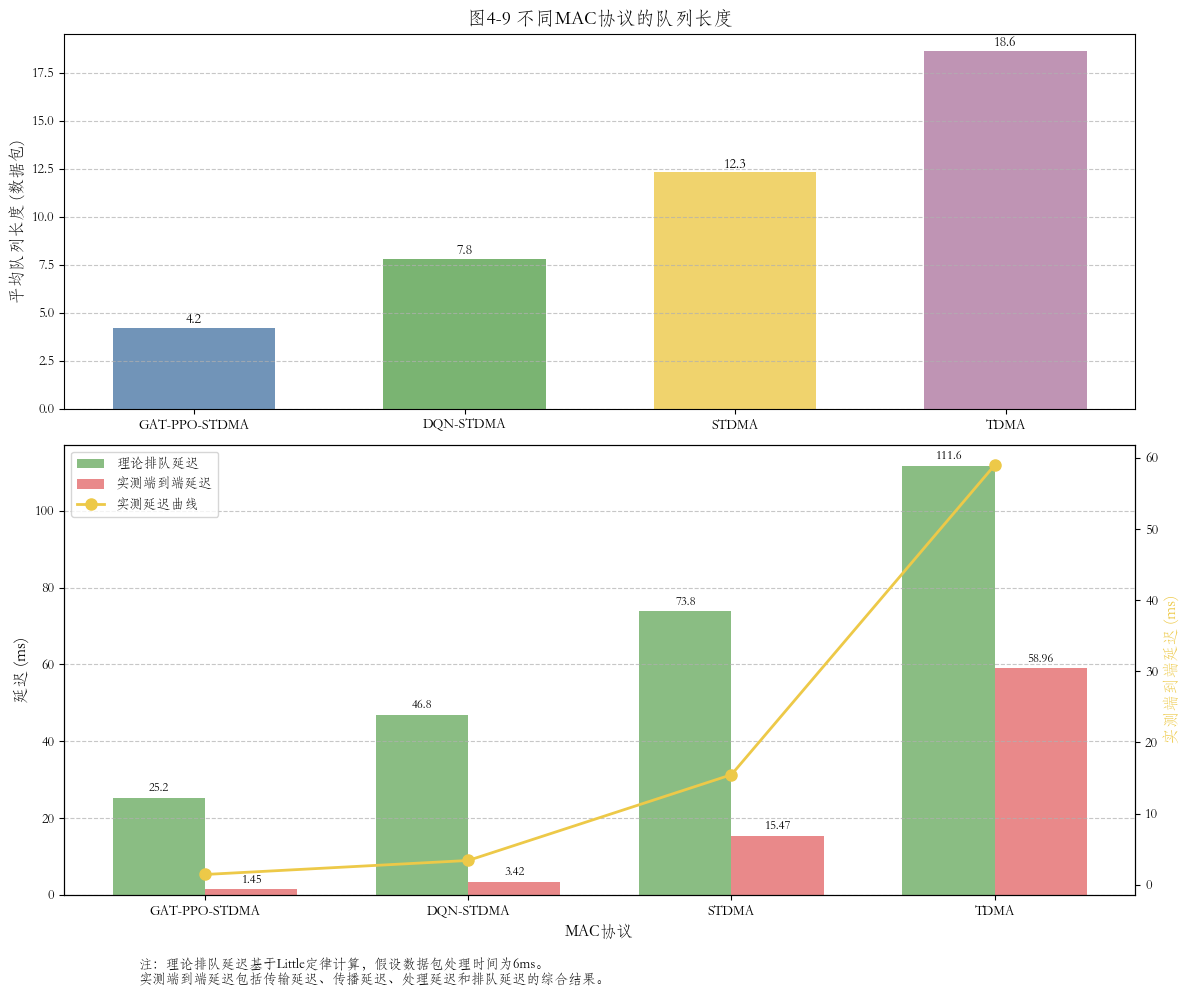 图4-9 不同MAC协议的队列长度
平均队列长度 (数据包)
17.5
15.0
12.5
10.0
7.5
5.0
2.5
0.0
4.2
7.8
12.3
18.6
GAT-PPO-STDMA
DQN-STDMA
STDMA
TDMA
理论排队延迟
实测端到端延迟
实测延迟曲线
延迟 (ms)
100
80
60
40
20
0
25.2
1.45
46.8
3.42
73.8
15.47
111.6
58.96
60
50
40
30
20
10
0
实测端到端延迟 (ms)
GAT-PPO-STDMA
DQN-STDMA
STDMA
TDMA
MAC协议
注：理论排队延迟基于Little定律计算，假设数据包处理时间为6ms。
实测端到端延迟包括传输延迟、传播延迟、处理延迟和排队延迟的综合结果。